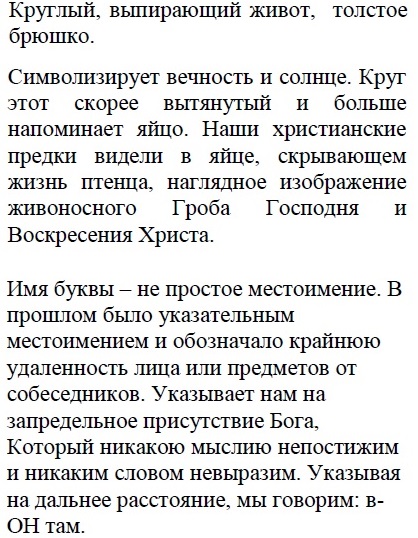 Круглый, выпирающий живот, толстое
брюшко.
Символизирует вечность и солнце. Круг
этот скорее вытянутый и больше
напоминает яйцо. Наши христианские
предки видели в яйце, скрывающем
жизнь птенца, наглядное изображение
живоносного Гроба Господня и
Воскресения Христа.
Имя буквы – не простое местоимение. В
прошлом было указательным
местоимением и обозначало крайнюю
удаленность лица или предметов от
собеседников. Указывает нам на
запредельное присутствие Бога,
Который никакою мыслию непостижим
и никаким словом невыразим. Указывая
на дальнее расстояние, мы говорим: в-
ОН там.